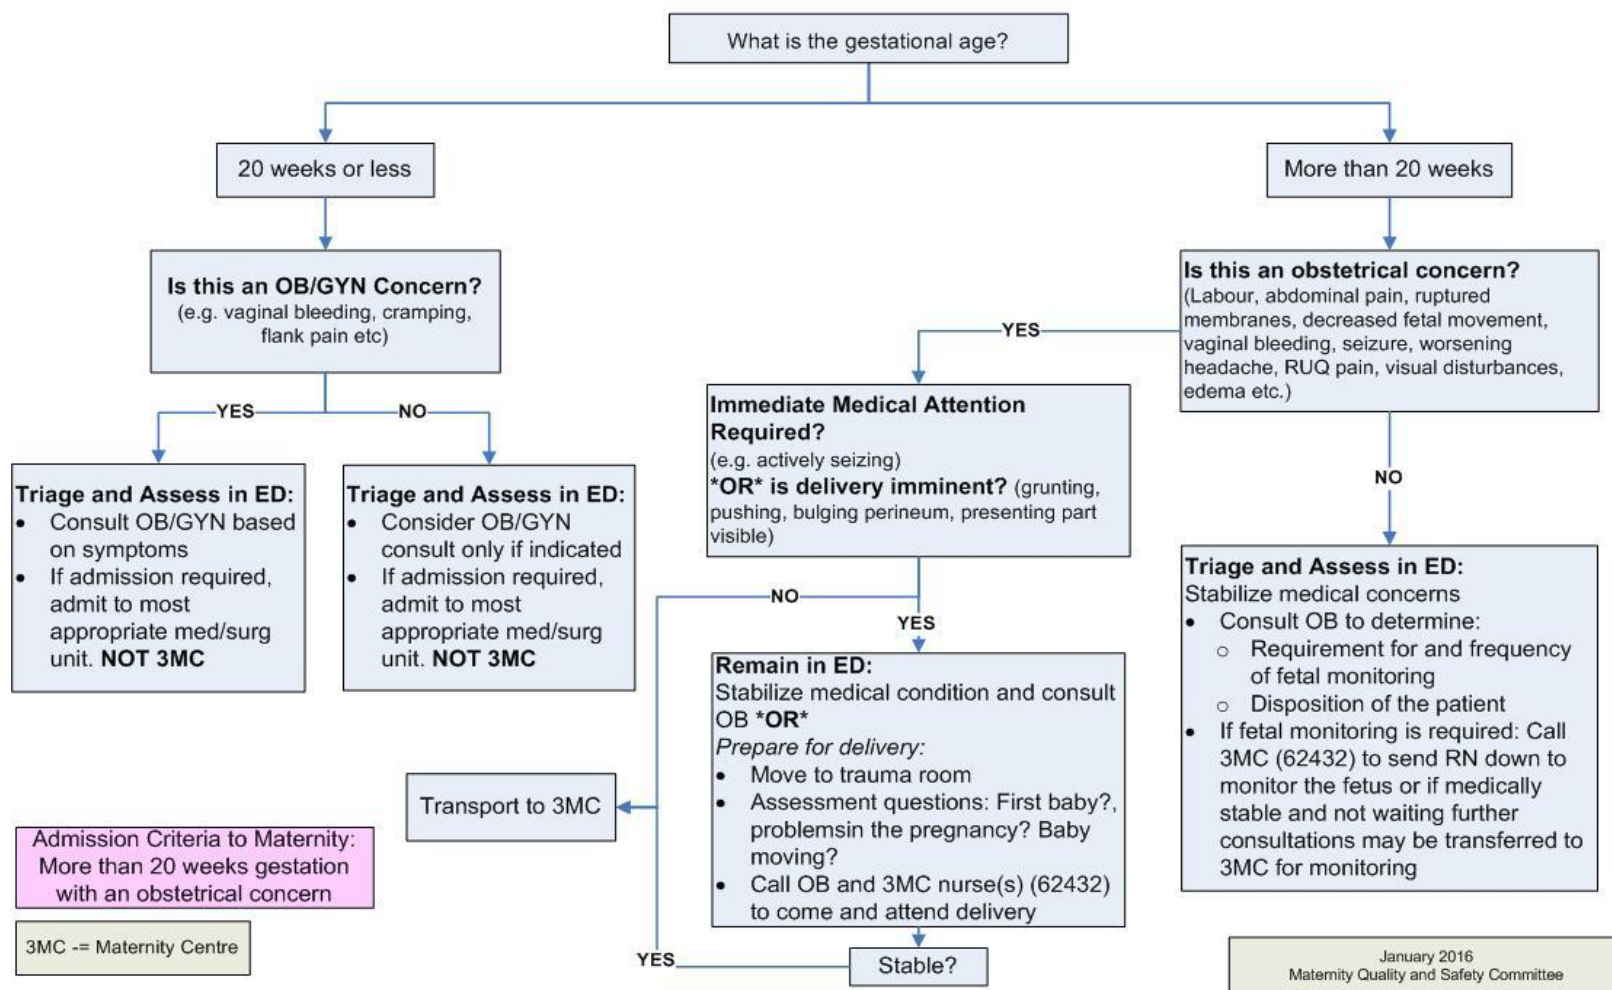 What is the gestational age?
20 weeks or less
More than 20 weeks
Is this an OB/GYN Concern?
(e.g. vaginal bleeding, cramping,
flank pain etc)
YES
NO
Triage and Assess in ED:
• Consult OB/GYN based
on symptoms
• If admission required,
admit to most
appropriate med/surg
unit. NOT 3MC
Triage and Assess in ED:
• Consider OB/GYN
consult only if indicated
• If admission required,
admit to most
appropriate med/surg
unit. NOT 3MC
Is this an obstetrical concern?
(Labour, abdominal pain, ruptured
membranes, decreased fetal movement,
vaginal bleeding, seizure, worsening
headache, RUQ pain, visual disturbances,
edema etc.)
YES
NO
Immediate Medical Attention
Required?
(e.g. actively seizing)
*OR* is delivery imminent? (grunting,
pushing, bulging perineum, presenting part
visible)
NO
YES
Remain in ED:
Stabilize medical condition and consult
OB *OR*
Prepare for delivery:
• Move to trauma room
• Assessment questions: First baby?,
problemsin the pregnancy? Baby
moving?
• Call OB and 3MC nurse(s) (62432)
to come and attend delivery
Stable?
YES
Transport to 3MC
Triage and Assess in ED:
Stabilize medical concerns
• Consult OB to determine:
o Requirement for and frequency
of fetal monitoring
o Disposition of the patient
• If fetal monitoring is required: Call
3MC (62432) to send RN down to
monitor the fetus or if medically
stable and not waiting further
consultations may be transferred to
3MC for monitoring
Admission Criteria to Maternity:
More than 20 weeks gestation
with an obstetrical concern
3MC -= Maternity Centre
January 2016
Maternity Quality and Safety Committee